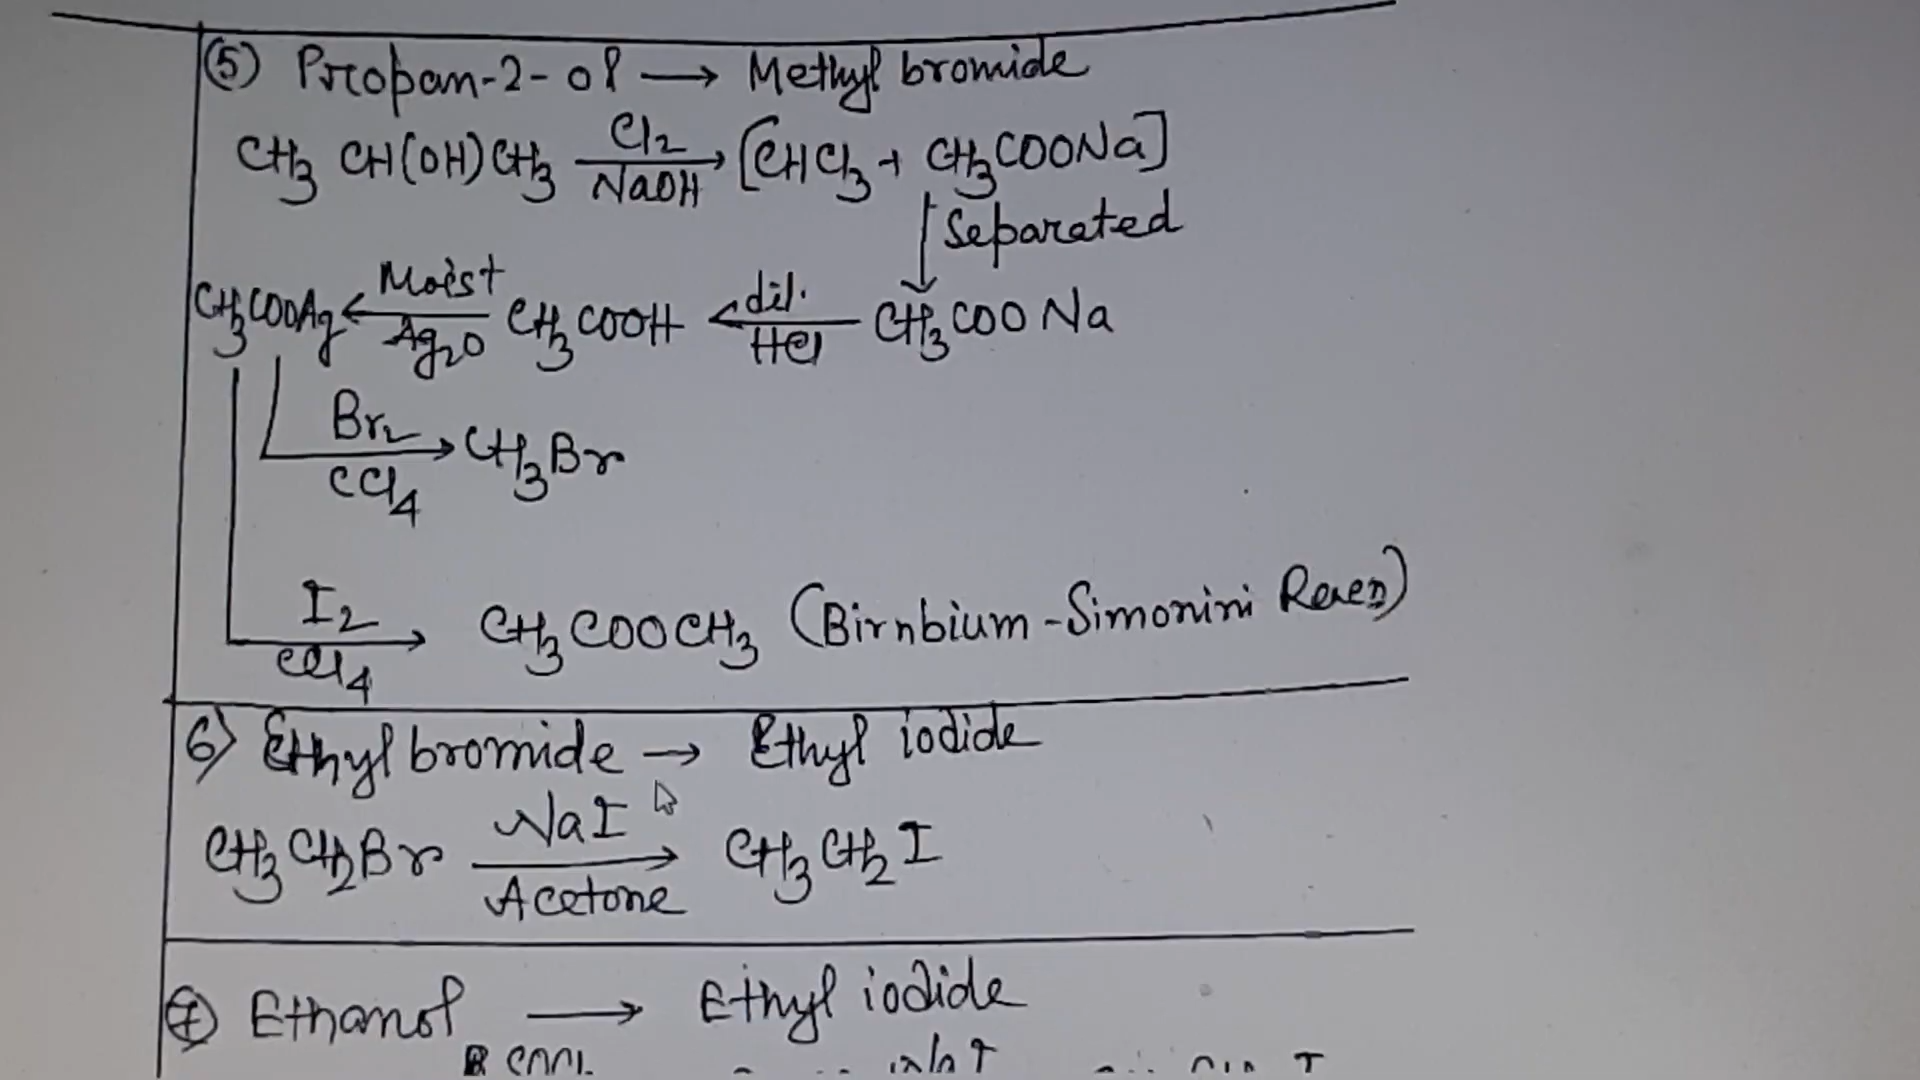 (5) Propan-2-ol → Methyl bromide
CH3 CH(OH)CH3 Cl2/NaOH → [CHCl3 + CH3COONa]
↓ Separated
CH3COOAg ← Moist/Ag2O CH3COOH ← dil./HCl CH3COONa
Br2/CCl4 → CH3Br
I2/CCl4 → CH3COOCH3 (Birnbium-Simonini Reacn)
6) Ethyl bromide → Ethyl iodide
CH3CH2Br NaI/Acetone → CH3CH2I
(7) Ethanol → Ethyl iodide